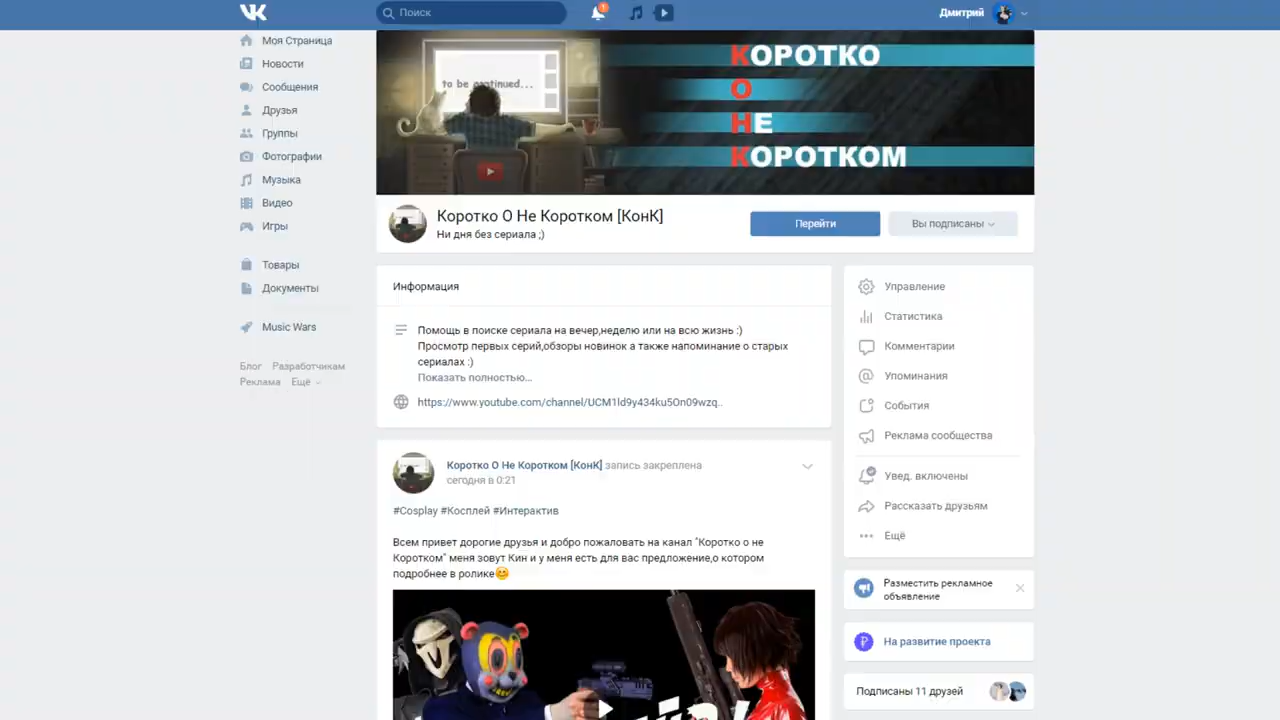 Поиск
1
Дмитрий
Моя Страница
Новости
Сообщения
Друзья
Группы
Фотографии
Музыка
Видео
Игры
Товары
Документы
Music Wars
Блог Разработчикам
Реклама Ещё
to be continued...
КОРОТКО
О
НЕ
КОРОТКОМ
Коротко О Не Коротком [КонК]
Ни дня без сериала ;)
Перейти
Вы подписаны
Информация
Помощь в поиске сериала на вечер,неделю или на всю жизнь :)
Просмотр первых серий,обзоры новинок а также напоминание о старых
сериалах :)
Показать полностью...
https://www.youtube.com/channel/UCM1ld9y434ku5On09wzq..
Коротко О Не Коротком [КонК] запись закреплена
сегодня в 0:21
#Cosplay #Косплей #Интерактив
Всем привет дорогие друзья и добро пожаловать на канал "Коротко о не
Коротком" меня зовут Кин и у меня есть для вас предложение,о котором
подробнее в ролике
Управление
Статистика
Комментарии
Упоминания
События
Реклама сообщества
Увед. включены
Рассказать друзьям
Ещё
Разместить рекламное
объявление
На развитие проекта
Подписаны 11 друзей